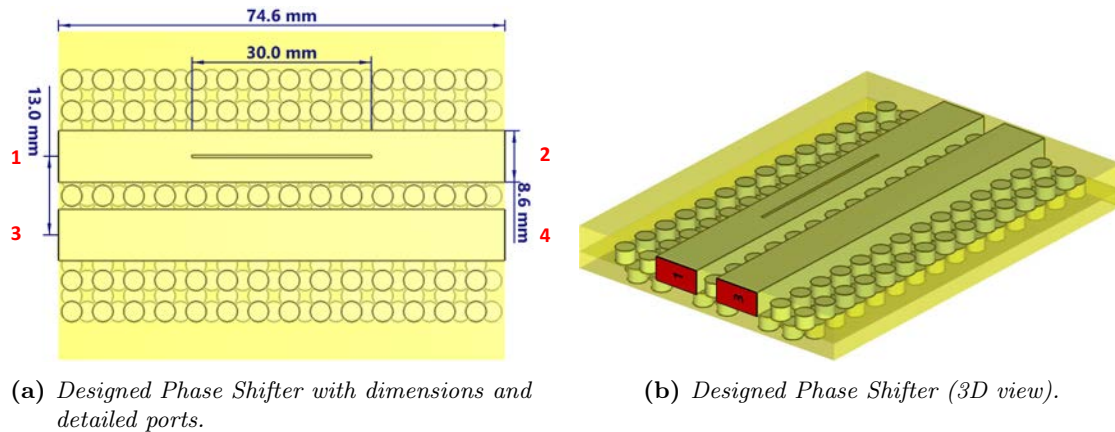 74.6 mm
30.0 mm
13.0 mm
1
2
8.6 mm
3
4
1
3
(a) Designed Phase Shifter with dimensions and
detailed ports.
(b) Designed Phase Shifter (3D view).